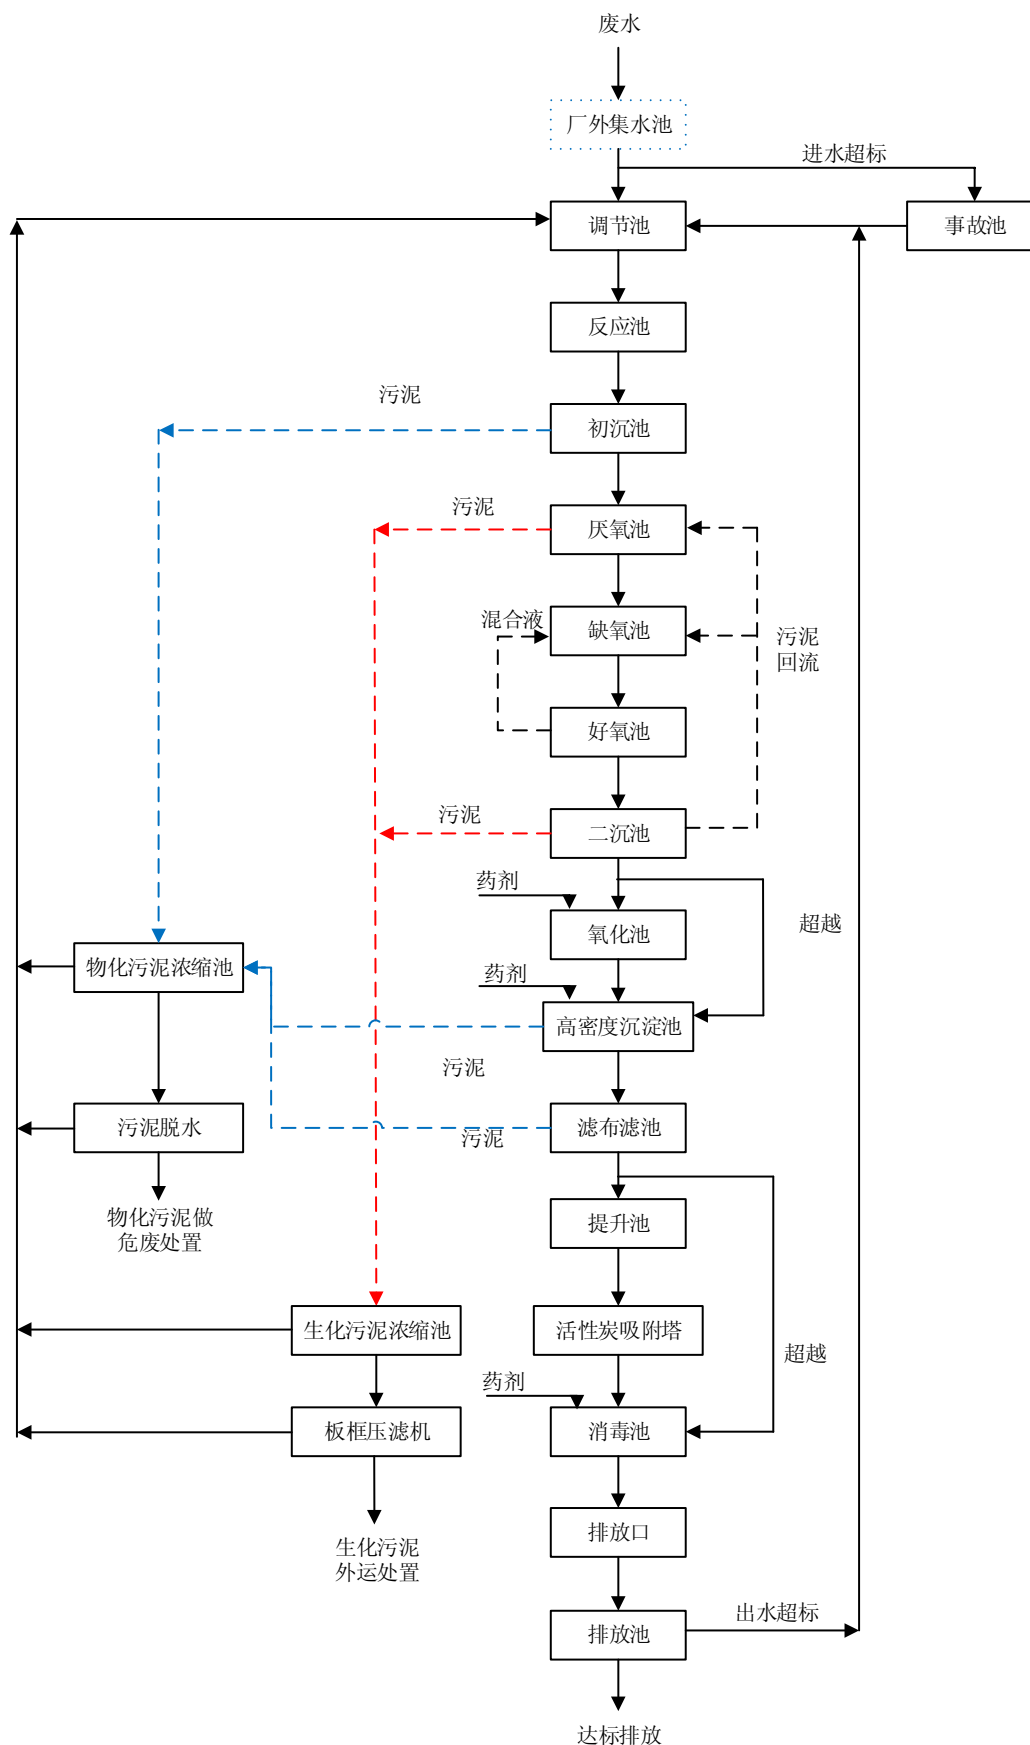 废水
厂外集水池
进水超标
调节池
事故池
反应池
污泥
初沉池
污泥
厌氧池
混合液
缺氧池
污泥
回流
好氧池
污泥
二沉池
药剂
氧化池
超越
物化污泥浓缩池
药剂
高密度沉淀池
污泥
污泥脱水
污泥
滤布滤池
物化污泥做
危废处置
提升池
生化污泥浓缩池
活性炭吸附塔
超越
药剂
板框压滤机
消毒池
生化污泥
外运处置
排放口
出水超标
排放池
达标排放